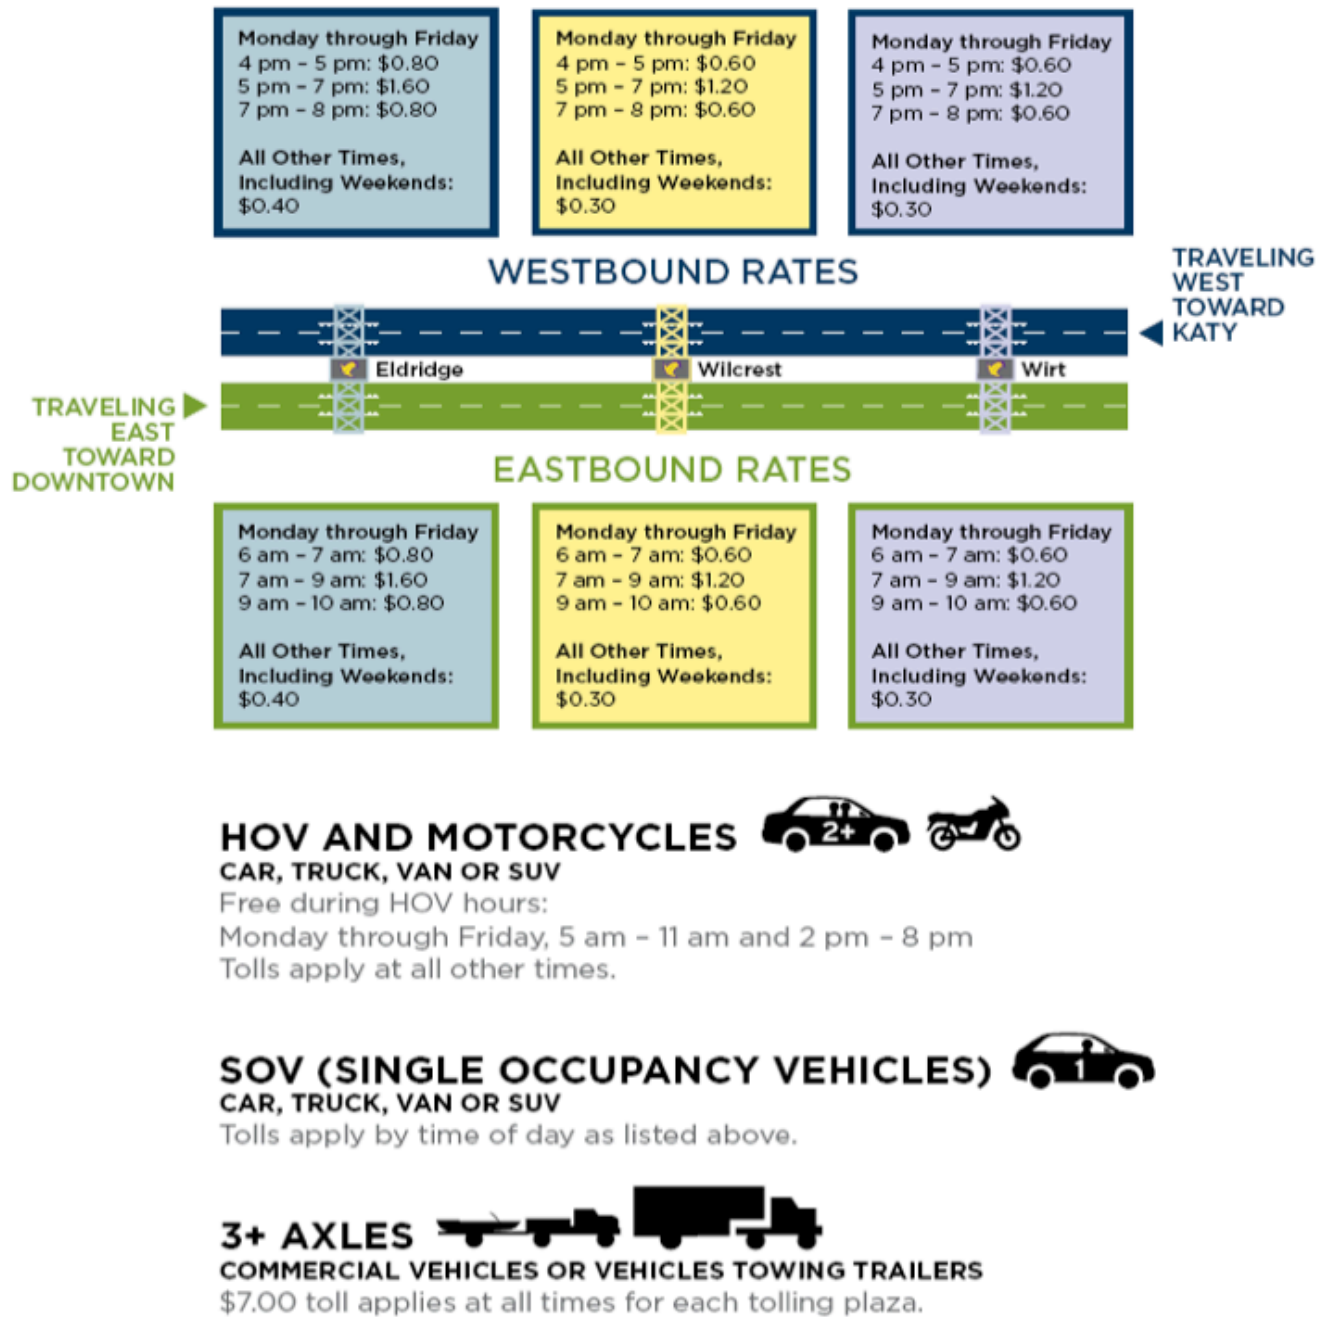 Monday through Friday
4 pm – 5 pm: $0.80
5 pm – 7 pm: $1.60
7 pm – 8 pm: $0.80
All Other Times,
Including Weekends:
$0.40
Monday through Friday
4 pm – 5 pm: $0.60
5 pm – 7 pm: $1.20
7 pm – 8 pm: $0.60
All Other Times,
Including Weekends:
$0.30
Monday through Friday
4 pm – 5 pm: $0.60
5 pm – 7 pm: $1.20
7 pm – 8 pm: $0.60
All Other Times,
Including Weekends:
$0.30
WESTBOUND RATES
TRAVELING
WEST
TOWARD
KATY
Eldridge
Wilcrest
Wirt
TRAVELING
EAST
TOWARD
DOWNTOWN
EASTBOUND RATES
Monday through Friday
6 am – 7 am: $0.80
7 am – 9 am: $1.60
9 am – 10 am: $0.80
All Other Times,
Including Weekends:
$0.40
Monday through Friday
6 am – 7 am: $0.60
7 am – 9 am: $1.20
9 am – 10 am: $0.60
All Other Times,
Including Weekends:
$0.30
Monday through Friday
6 am – 7 am: $0.60
7 am – 9 am: $1.20
9 am – 10 am: $0.60
All Other Times,
Including Weekends:
$0.30
HOV AND MOTORCYCLES
2+
CAR, TRUCK, VAN OR SUV
Free during HOV hours:
Monday through Friday, 5 am – 11 am and 2 pm – 8 pm
Tolls apply at all other times.
SOV (SINGLE OCCUPANCY VEHICLES)
1
CAR, TRUCK, VAN OR SUV
Tolls apply by time of day as listed above.
3+ AXLES
COMMERCIAL VEHICLES OR VEHICLES TOWING TRAILERS
$7.00 toll applies at all times for each tolling plaza.